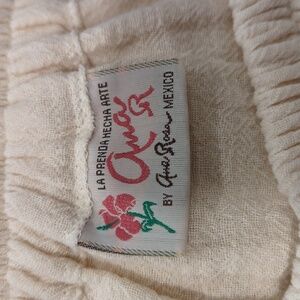 LA PRENDA HECHA ARTE
Ana
R
BY Ana Rosa MEXICO